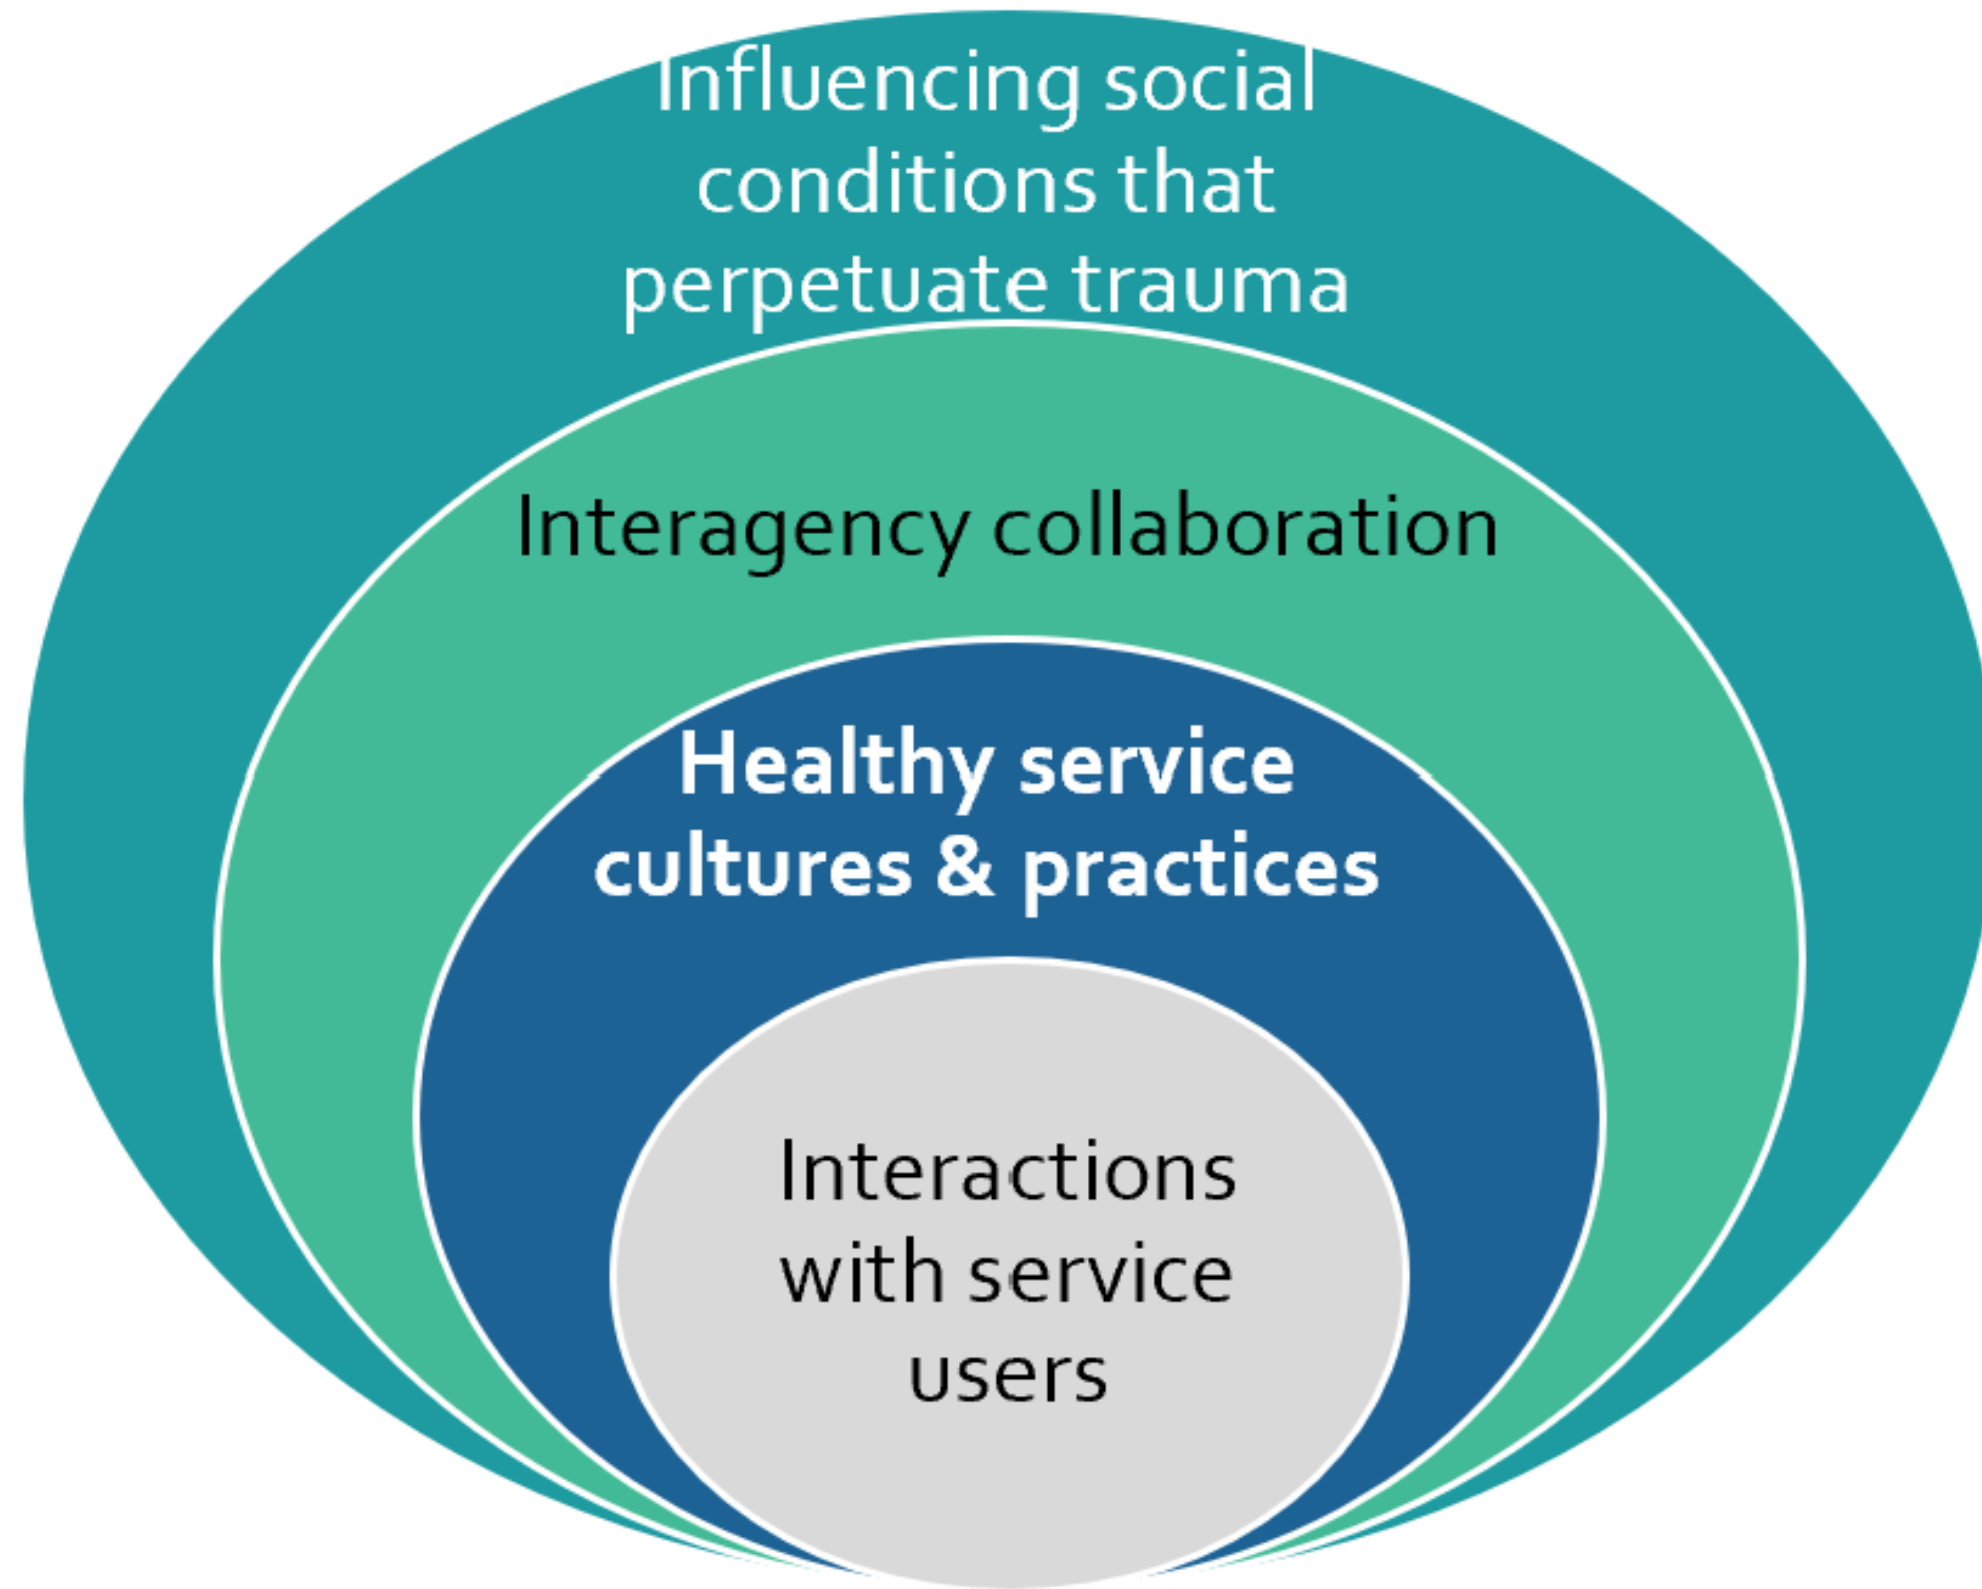 Influencing social
conditions that
perpetuate trauma
Interagency collaboration
Healthy service
cultures & practices
Interactions
with service
users